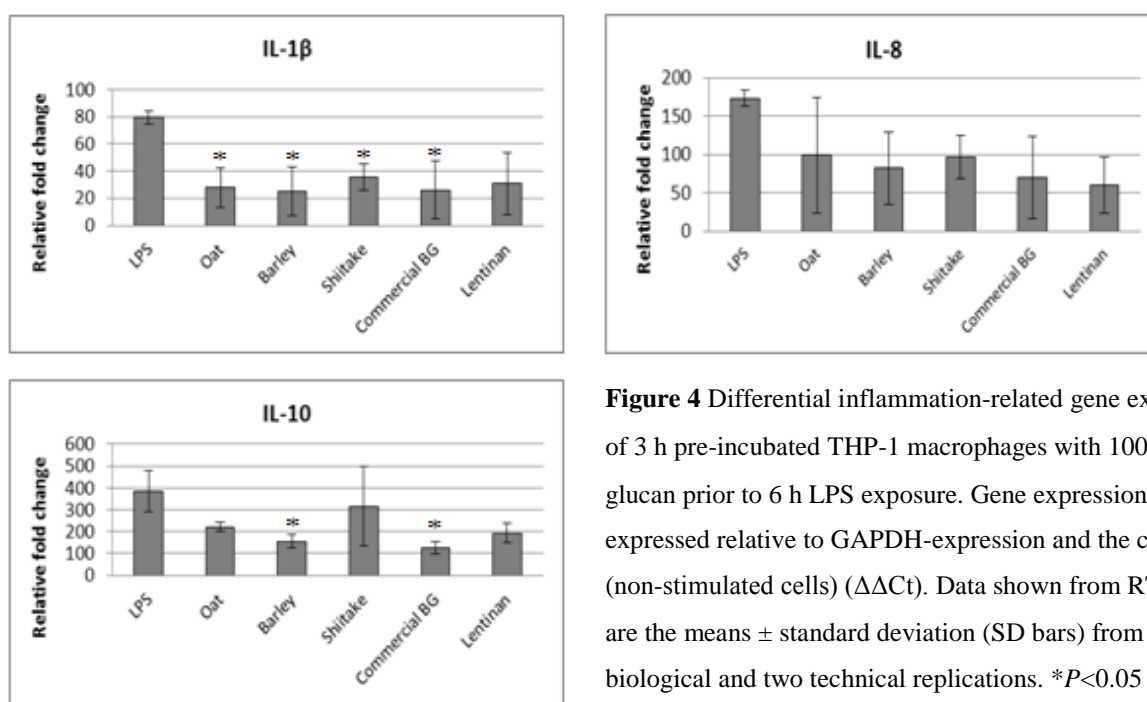 IL-1β
Relative fold change
100
80
60
40
20
0
* * * *
LPS
Oat
Barley
Shiitake
Commercial BG
Lentinan
IL-8
Relative fold change
200
150
100
50
0
LPS
Oat
Barley
Shiitake
Commercial BG
Lentinan
IL-10
Relative fold change
600
500
400
300
200
100
0
* *
LPS
Oat
Barley
Shiitake
Commercial BG
Lentinan
Figure 4 Differential inflammation-related gene ex
of 3 h pre-incubated THP-1 macrophages with 100
glucan prior to 6 h LPS exposure. Gene expression
expressed relative to GAPDH-expression and the c
(non-stimulated cells) (ΔΔCt). Data shown from
are the means ± standard deviation (SD bars) from
biological and two technical replications. *P<0.05